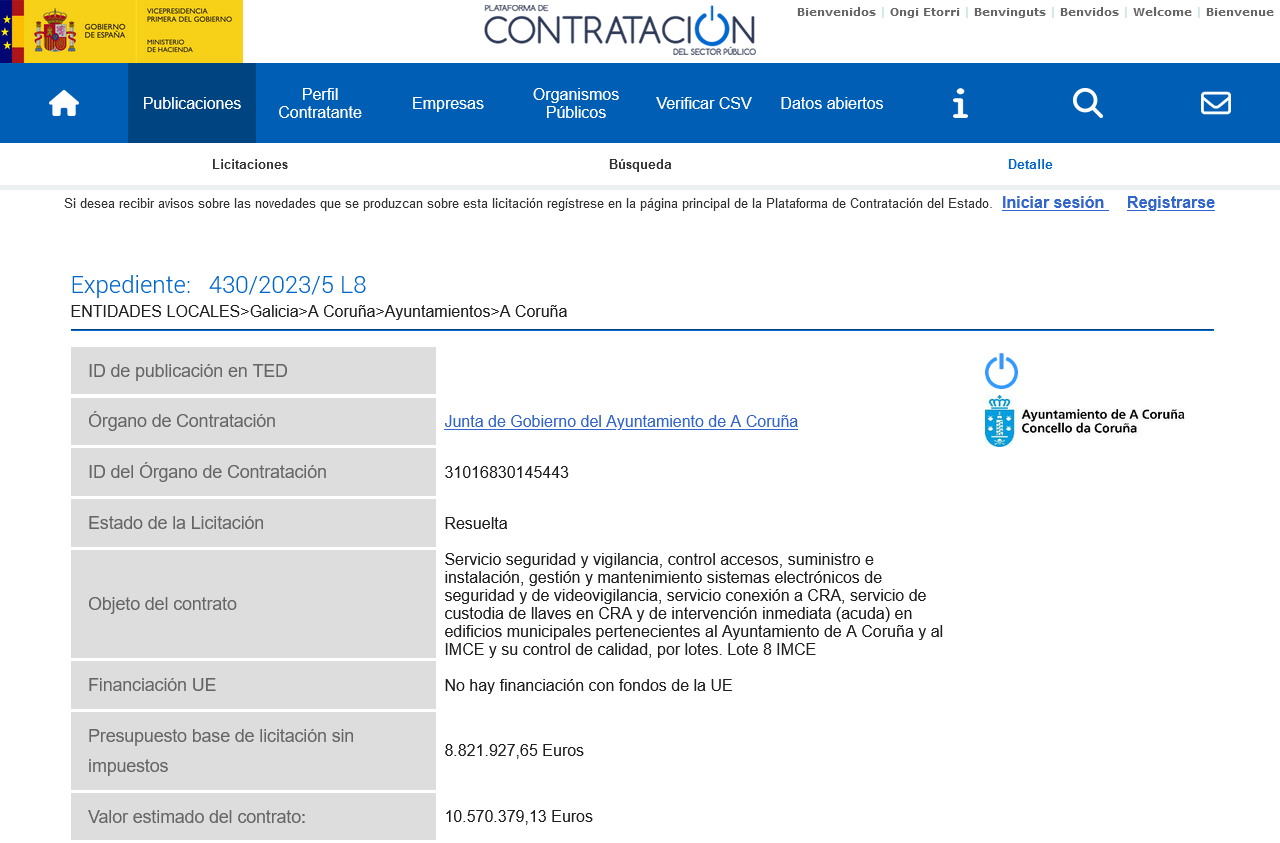 GOBIERNO
DE ESPAÑA
VICEPRESIDENCIA
PRIMERA DEL GOBIERNO
MINISTERIO
DE HACIENDA
PLATAFORMA DE
CONTRATACIÓN
DEL SECTOR PÚBLICO
Bienvenidos | Ongi Etorri | Benvinguts | Benvidos | Welcome | Bienvenue
Publicaciones
Perfil
Contratante
Empresas
Organismos
Públicos
Verificar CSV
Datos abiertos
Licitaciones
Búsqueda
Detalle
Si desea recibir avisos sobre las novedades que se produzcan sobre esta licitación regístrese en la página principal de la Plataforma de Contratación del Estado. Iniciar sesión Registrarse
Expediente: 430/2023/5 L8
ENTIDADES LOCALES>Galicia>A Coruña>Ayuntamientos>A Coruña
ID de publicación en TED
Órgano de Contratación
Junta de Gobierno del Ayuntamiento de A Coruña
Ayuntamiento de A Coruña
Concello da Coruña
ID del Órgano de Contratación
31016830145443
Estado de la Licitación
Resuelta
Objeto del contrato
Servicio seguridad y vigilancia, control accesos, suministro e
instalación, gestión y mantenimiento sistemas electrónicos de
seguridad y de videovigilancia, servicio conexión a CRA, servicio de
custodia de llaves en CRA y de intervención inmediata (acuda) en
edificios municipales pertenecientes al Ayuntamiento de A Coruña y al
IMCE y su control de calidad, por lotes. Lote 8 IMCE
Financiación UE
No hay financiación con fondos de la UE
Presupuesto base de licitación sin
impuestos
8.821.927,65 Euros
Valor estimado del contrato:
10.570.379,13 Euros